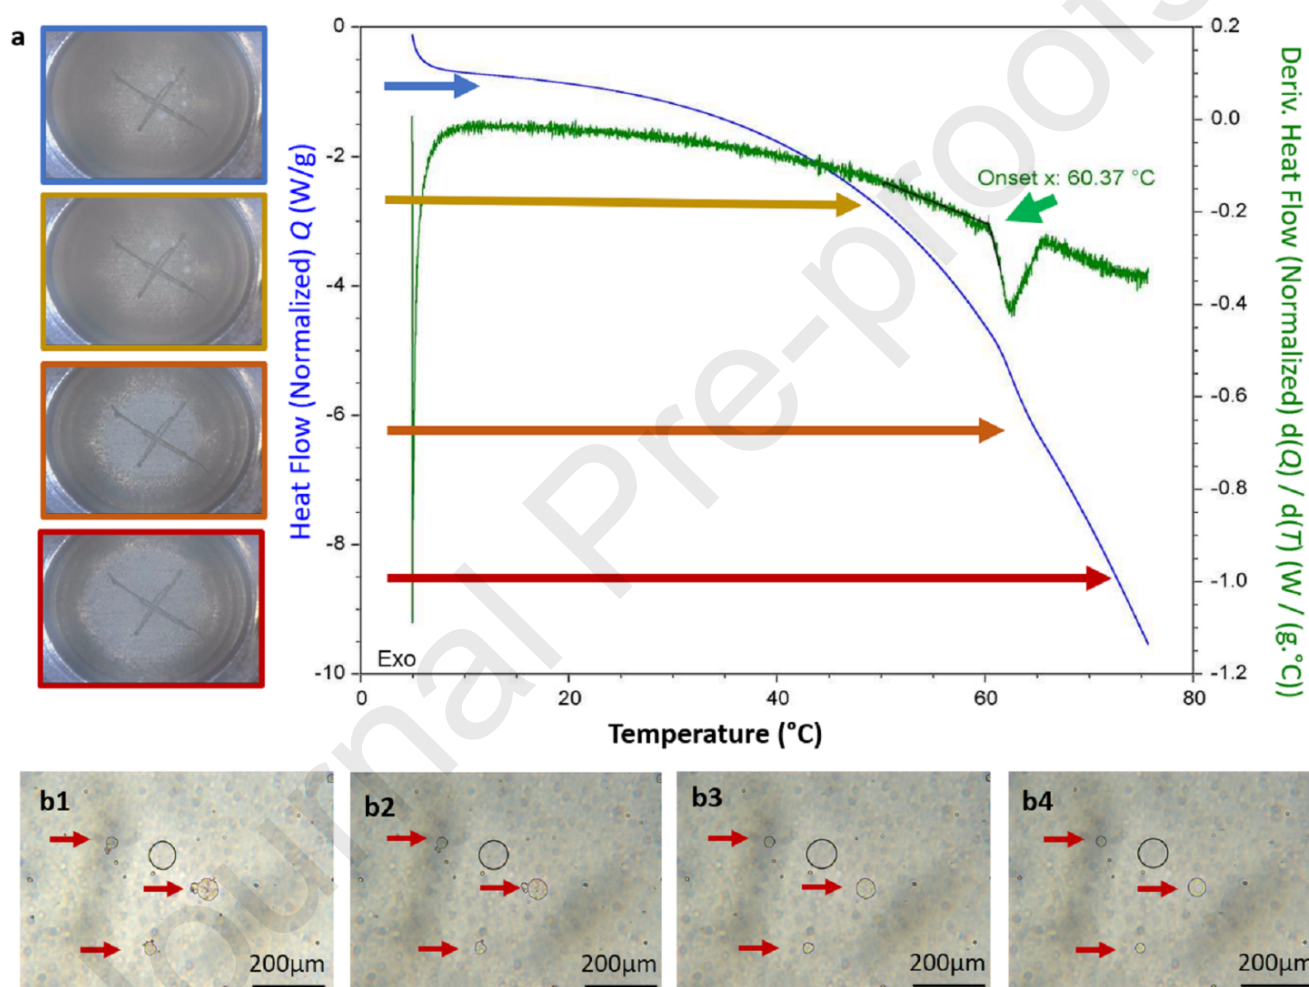 a
Heat Flow (Normalized) Q (W/g)
0
-2
-4
-6
-8
-10
0.2
0.0
-0.2
-0.4
-0.6
-0.8
-1.0
-1.2
Deriv. Heat Flow (Normalized) d(Q) / d(T) (W / (g.°C))
Onset x: 60.37 °C
Exo
0 20 40 60 80
Temperature (°C)
Journal Pre-proofs
b1 b2 b3 b4
200µm 200µm 200µm 200µm